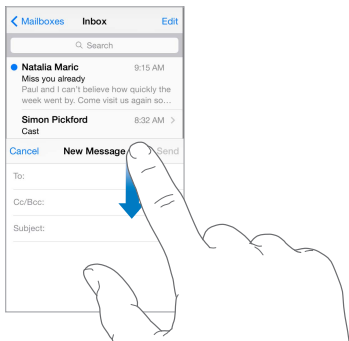 Mailboxes Inbox Edit
Search
Natalia Maric 9:15 AM
Miss you already
Paul and I can't believe how quickly the
week went by. Come visit us again so...
Simon Pickford 8:32 AM
Cast
Cancel New Message Send
To:
Cc/Bcc:
Subject: